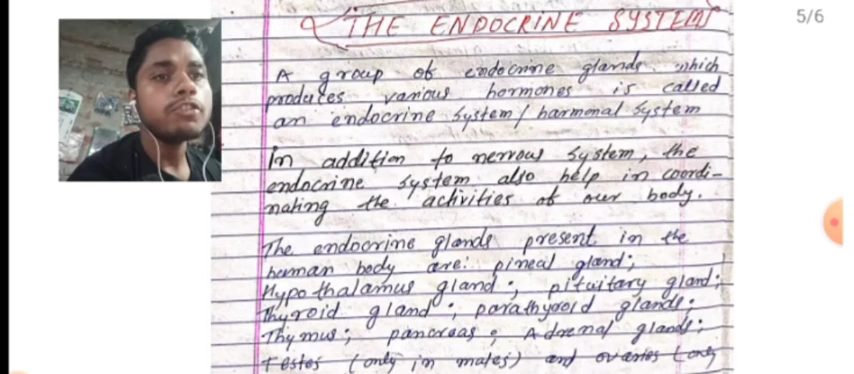 5/6
THE ENDOCRINE SYSTEM
A group of endocrine glands which
produces various hormones is called
an endocrine system/ harmonal system
In addition to nervous system, the
endocrine system also help in coordi-
nating the activities of our body.
The endocrine glands present in the
human body are: pineal gland;
Hypothalamus gland; pituitary gland;
Thyroid gland; parathyroid glands;
Thymus; pancreas; Adrenal glands;
Testes (only in males) and ovaries (only